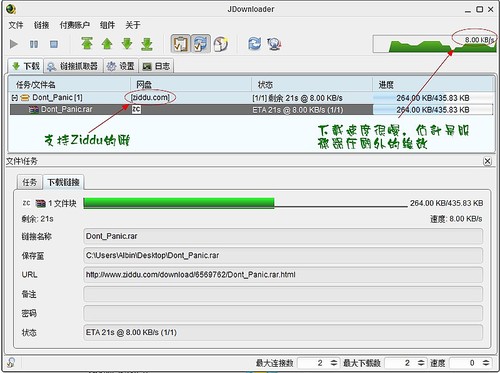 JDownloader
文件 链接 付费账户 组件 关于
8.00 kB/s
下载 链接抓取器 设置 日志
任务/文件名 网盘 状态 进度
Dont_Panic [1] [ziddu.com] [1/1] 剩余 21s @ 8.00 KB/s 264.00 KB/435.83 KB
Dont_Panic.rar ZC ETA 21s @ 8.00 KB/s (1/1) 264.00 KB/435.83 KB
支持Ziddu的哦
下载速度很慢。估计是服
务器在国外的缘故
文件信息
任务 下载链接
ZC 1 文件块 264.00 KB/435.83 KB
剩余: 21s 速度: 8.00 KB/s
链接名称 Dont_Panic.rar
保存至 C:\Users\Albin\Desktop\Dont_Panic.rar
URL http://www.ziddu.com/download/6569762/Dont_Panic.rar.html
备注
密码
状态 ETA 21s @ 8.00 KB/s (1/1)
最大连接数 2 最大下载数 2 速度 0